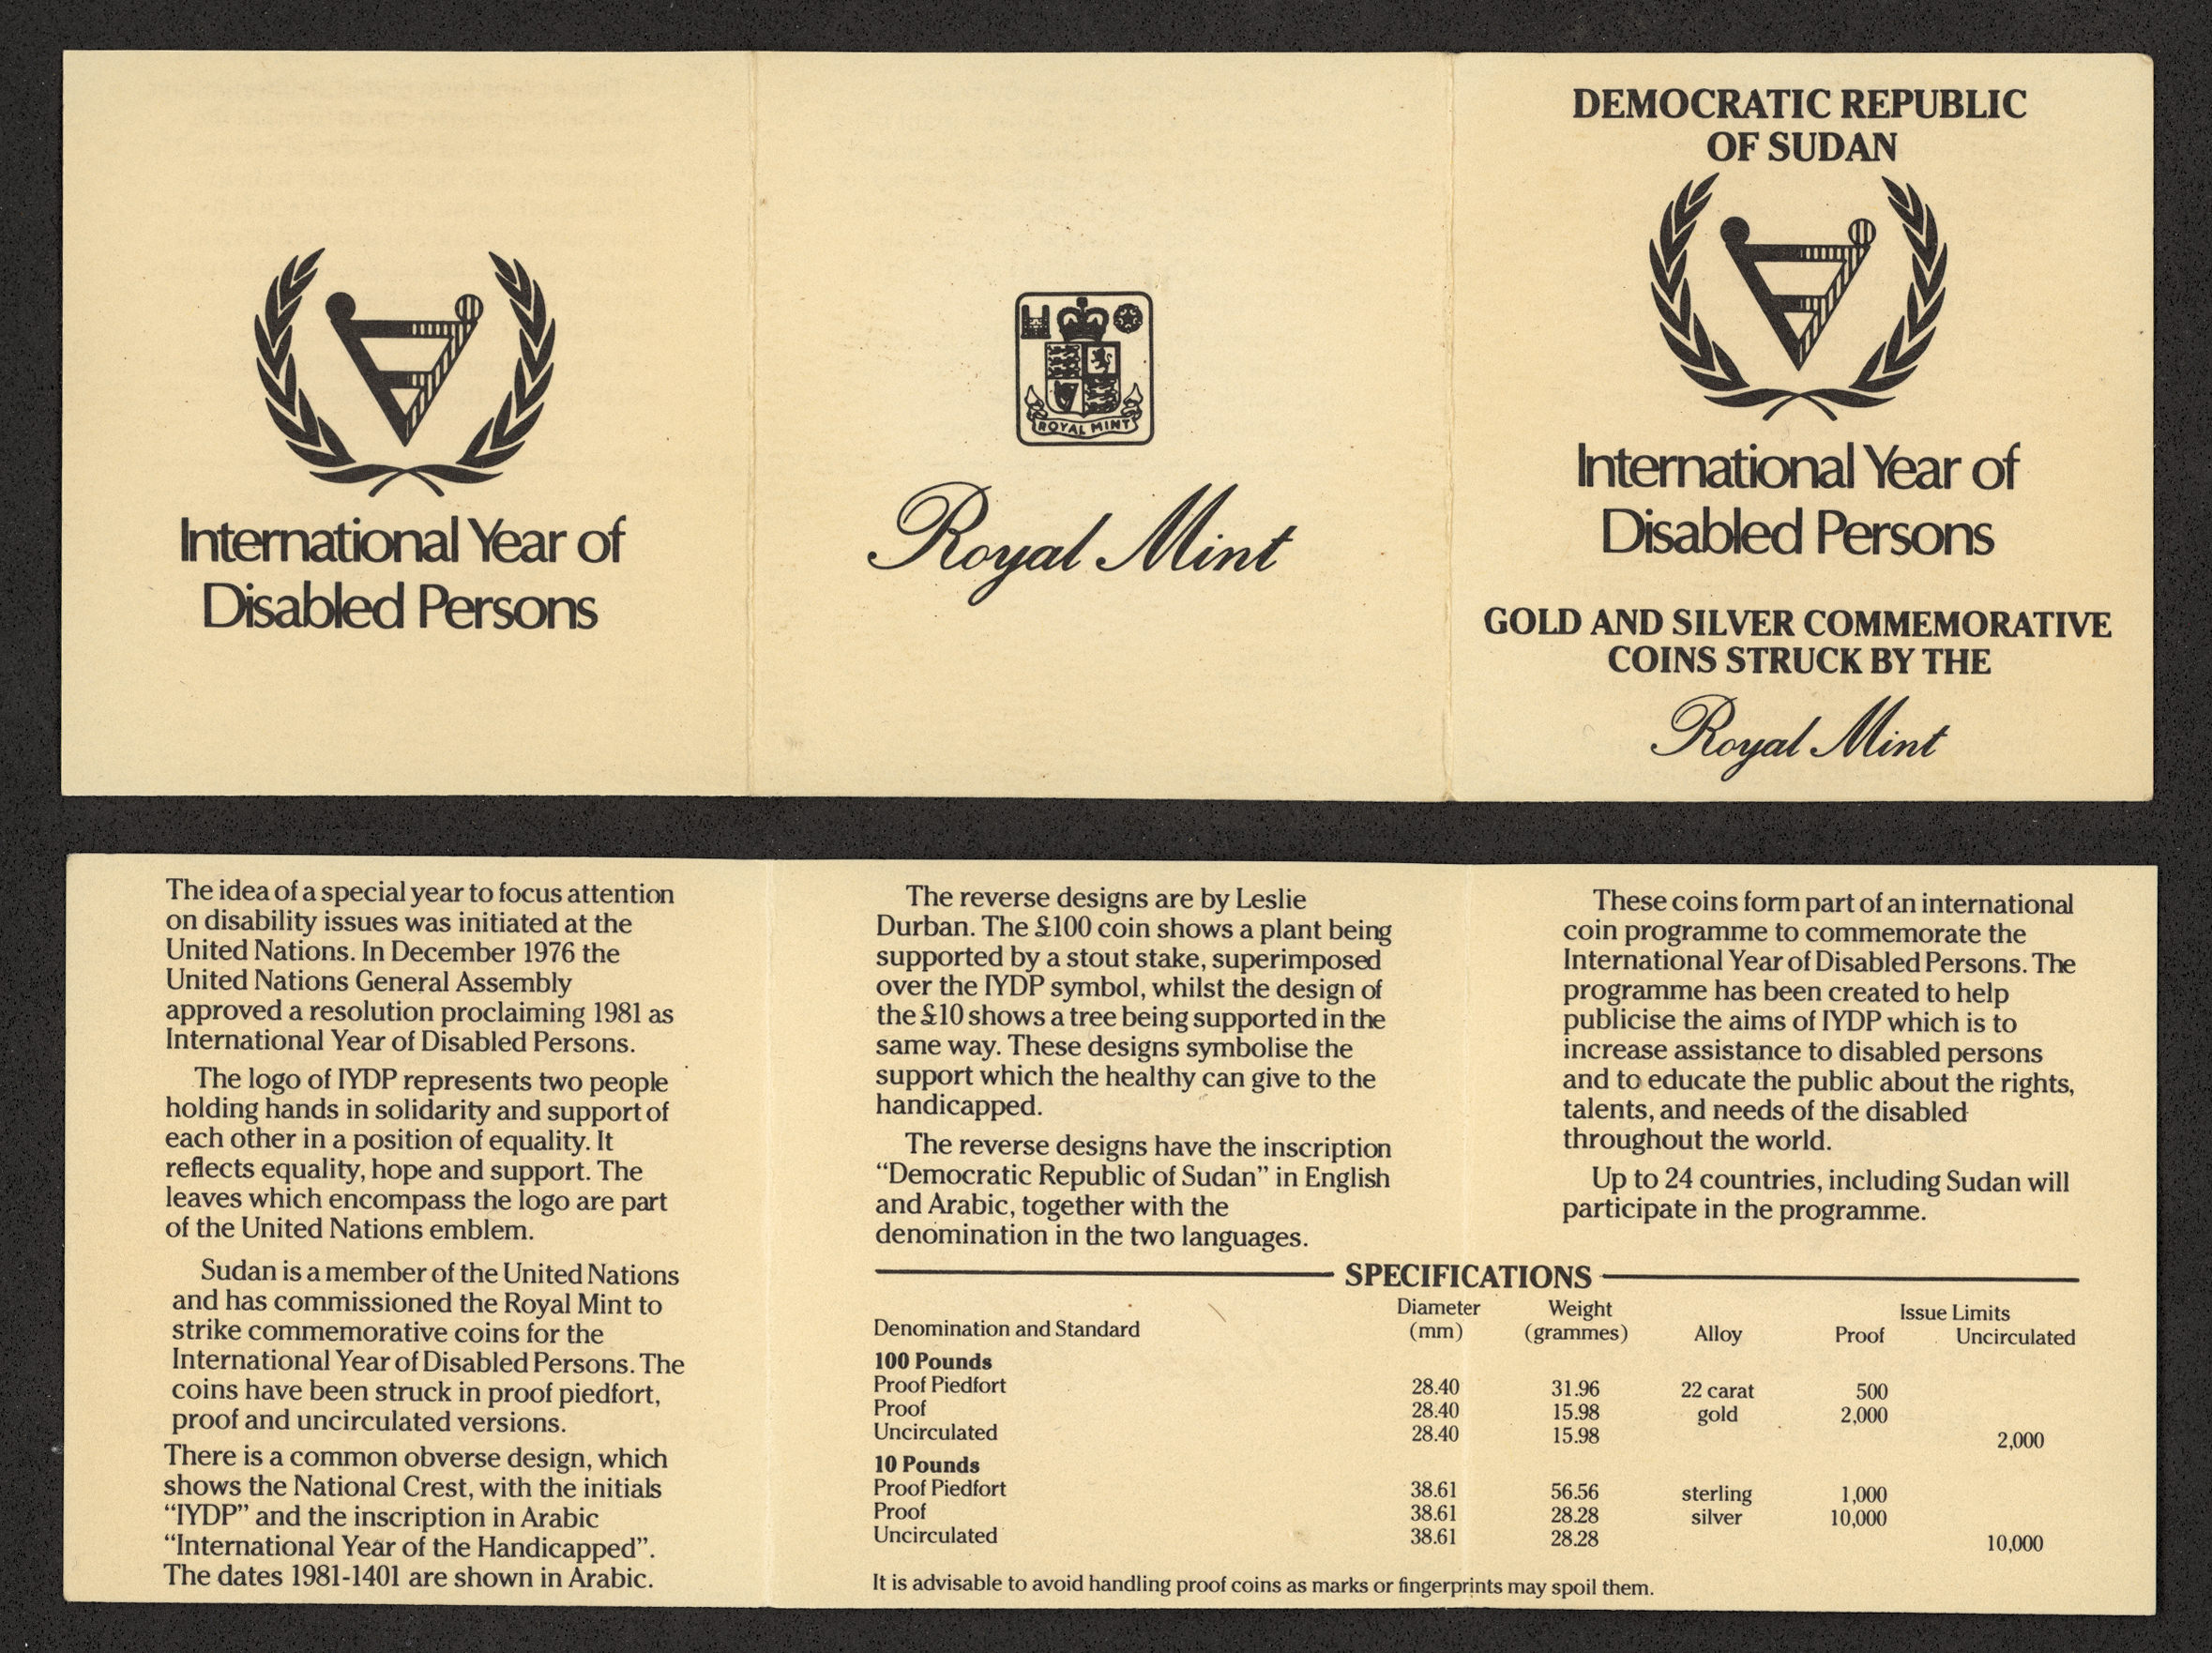 International Year of
Disabled Persons
ROYAL MINT
Royal Mint
DEMOCRATIC REPUBLIC
OF SUDAN
International Year of
Disabled Persons
GOLD AND SILVER COMMEMORATIVE
COINS STRUCK BY THE
Royal Mint
The idea of a special year to focus attention
on disability issues was initiated at the
United Nations. In December 1976 the
United Nations General Assembly
approved a resolution proclaiming 1981 as
International Year of Disabled Persons.
The logo of IYDP represents two people
holding hands in solidarity and support of
each other in a position of equality. It
reflects equality, hope and support. The
leaves which encompass the logo are part
of the United Nations emblem.
Sudan is a member of the United Nations
and has commissioned the Royal Mint to
strike commemorative coins for the
International Year of Disabled Persons. The
coins have been struck in proof piedfort,
proof and uncirculated versions.
There is a common obverse design, which
shows the National Crest, with the initials
“IYDP” and the inscription in Arabic
“International Year of the Handicapped”.
The dates 1981-1401 are shown in Arabic.
The reverse designs are by Leslie
Durban. The £100 coin shows a plant being
supported by a stout stake, superimposed
over the IYDP symbol, whilst the design of
the £10 shows a tree being supported in the
same way. These designs symbolise the
support which the healthy can give to the
handicapped.
The reverse designs have the inscription
“Democratic Republic of Sudan” in English
and Arabic, together with the
denomination in the two languages.
These coins form part of an international
coin programme to commemorate the
International Year of Disabled Persons. The
programme has been created to help
publicise the aims of IYDP which is to
increase assistance to disabled persons
and to educate the public about the rights,
talents, and needs of the disabled
throughout the world.
Up to 24 countries, including Sudan will
participate in the programme.
SPECIFICATIONS
Diameter Weight Issue Limits
Denomination and Standard (mm) (grammes) Alloy Proof Uncirculated
100 Pounds
Proof Piedfort 28.40 31.96 22 carat 500
Proof 28.40 15.98 gold 2,000
Uncirculated 28.40 15.98 2,000
10 Pounds
Proof Piedfort 38.61 56.56 sterling 1,000
Proof 38.61 28.28 silver 10,000
Uncirculated 38.61 28.28 10,000
It is advisable to avoid handling proof coins as marks or fingerprints may spoil them.